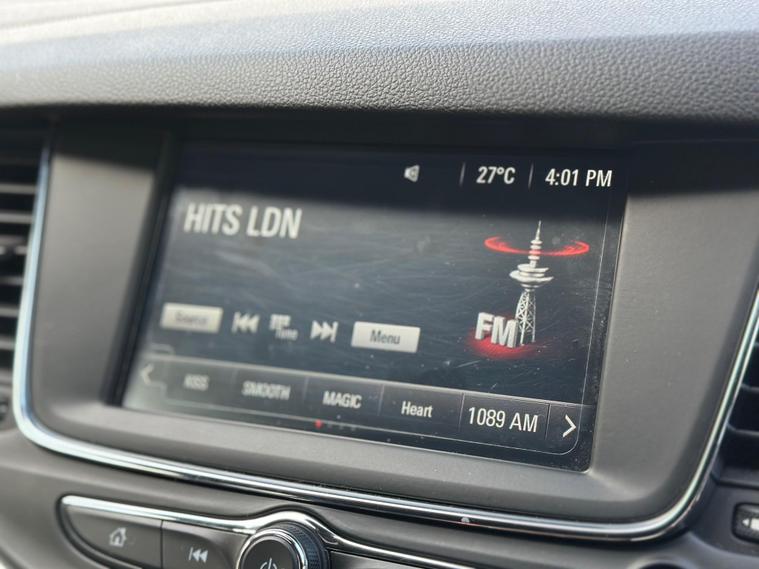 27°C 4:01 PM
HITS LDN
FM
Source Menu
KISS SMOOTH MAGIC Heart 1089 AM